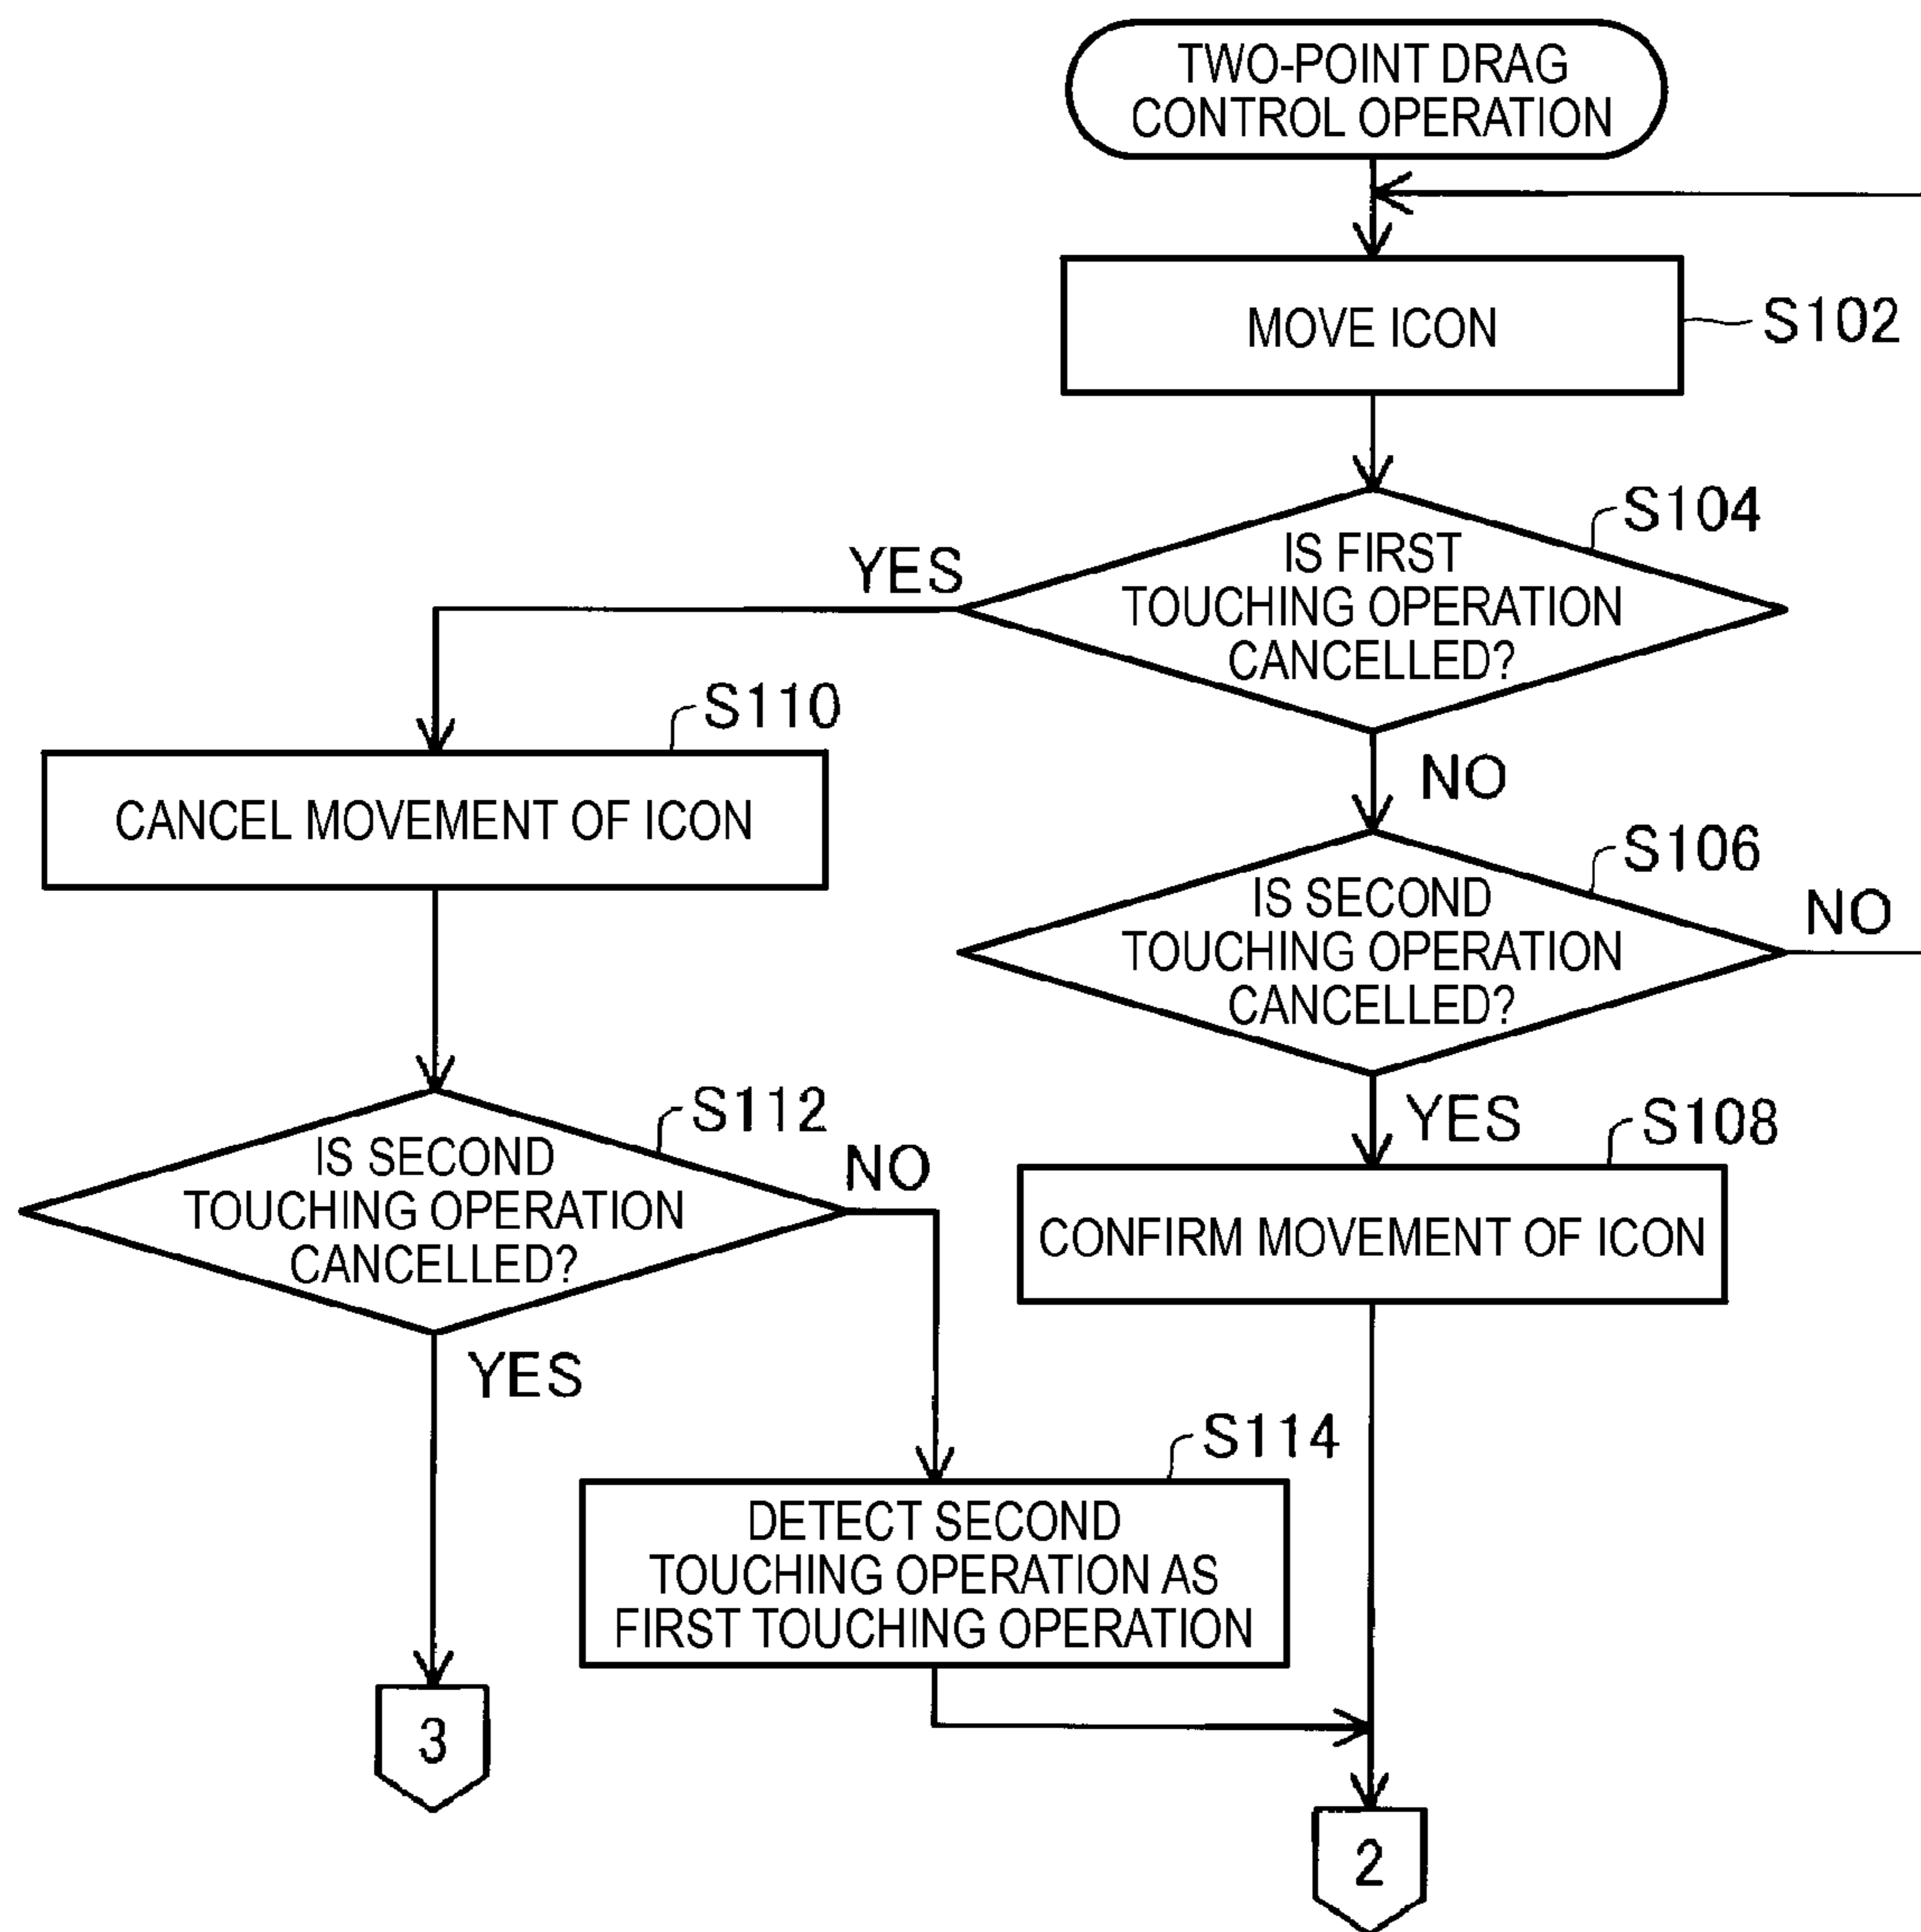 TWO-POINT DRAG
CONTROL OPERATION
MOVE ICON
S102
S104
IS FIRST
TOUCHING OPERATION
CANCELLED?
YES
NO
S110
CANCEL MOVEMENT OF ICON
S106
IS SECOND
TOUCHING OPERATION
CANCELLED?
NO
YES
S108
CONFIRM MOVEMENT OF ICON
S112
IS SECOND
TOUCHING OPERATION
CANCELLED?
NO
YES
S114
DETECT SECOND
TOUCHING OPERATION AS
FIRST TOUCHING OPERATION
3
2